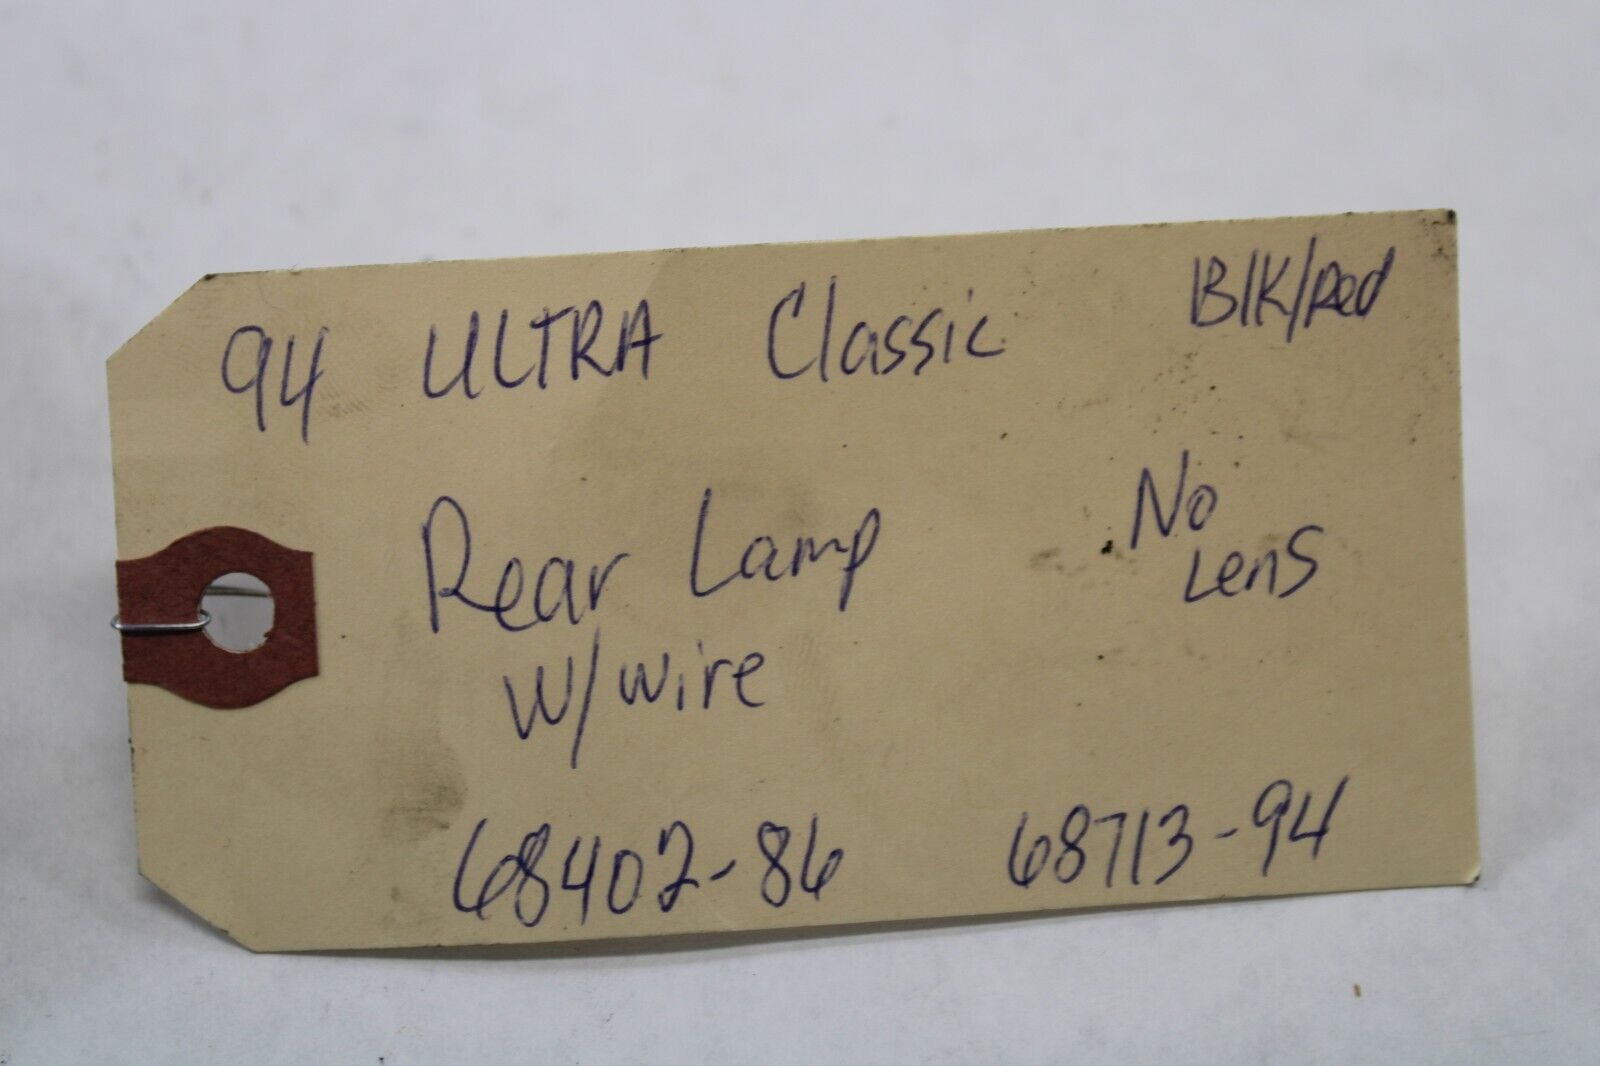 94 ULTRA Classic Blk/Red
Rear Lamp No
Lens
w/wire
68402-86 68713-94